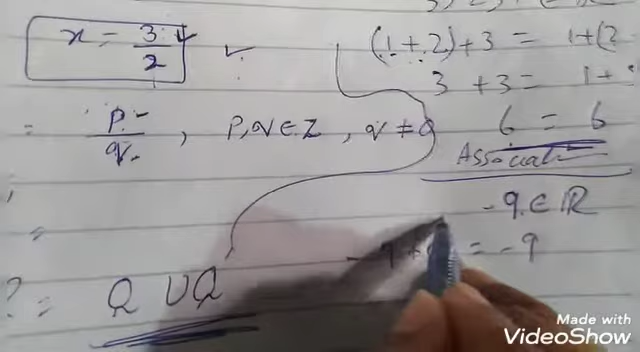 x = 3/2
(1+2)+3 = 1+(2
3 +3 = 1+
= p/q , p,q ∈ Z , q ≠ 0
6 = 6
Associat
-9 ∈ ℝ
= -9
? = Q ∪ Q
Made with
VideoShow